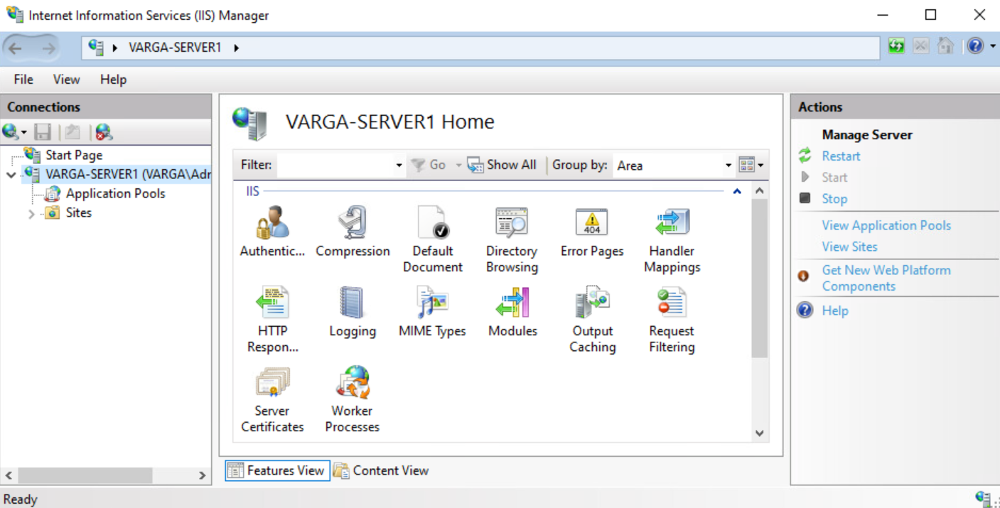 Internet Information Services (IIS) Manager
VARGA-SERVER1
File View Help
Connections
Start Page
VARGA-SERVER1 (VARGA\Adr
Application Pools
Sites
VARGA-SERVER1 Home
Filter: Go Show All Group by: Area
IIS
Authentic... Compression Default Document Directory Browsing Error Pages Handler Mappings
HTTP Respon... Logging MIME Types Modules Output Caching Request Filtering
Server Certificates Worker Processes
Features View Content View
Actions
Manage Server
Restart
Start
Stop
View Application Pools
View Sites
Get New Web Platform
Components
Help
Ready